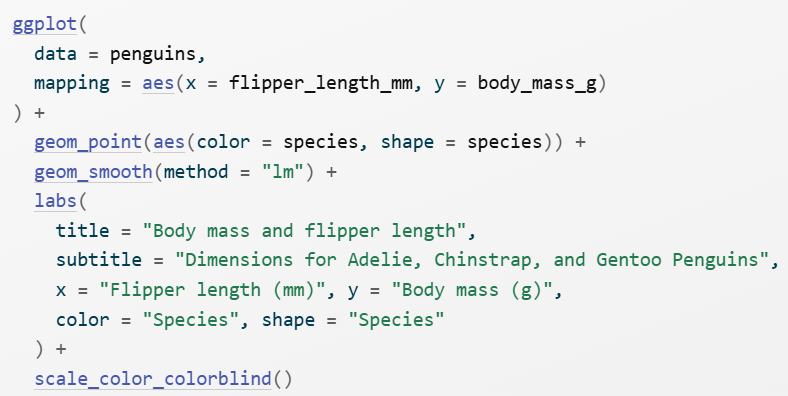 ggplot(
  data = penguins,
  mapping = aes(x = flipper_length_mm, y = body_mass_g)
) +
  geom_point(aes(color = species, shape = species)) +
  geom_smooth(method = "lm") +
  labs(
    title = "Body mass and flipper length",
    subtitle = "Dimensions for Adelie, Chinstrap, and Gentoo Penguins",
    x = "Flipper length (mm)", y = "Body mass (g)",
    color = "Species", shape = "Species"
  ) +
  scale_color_colorblind()